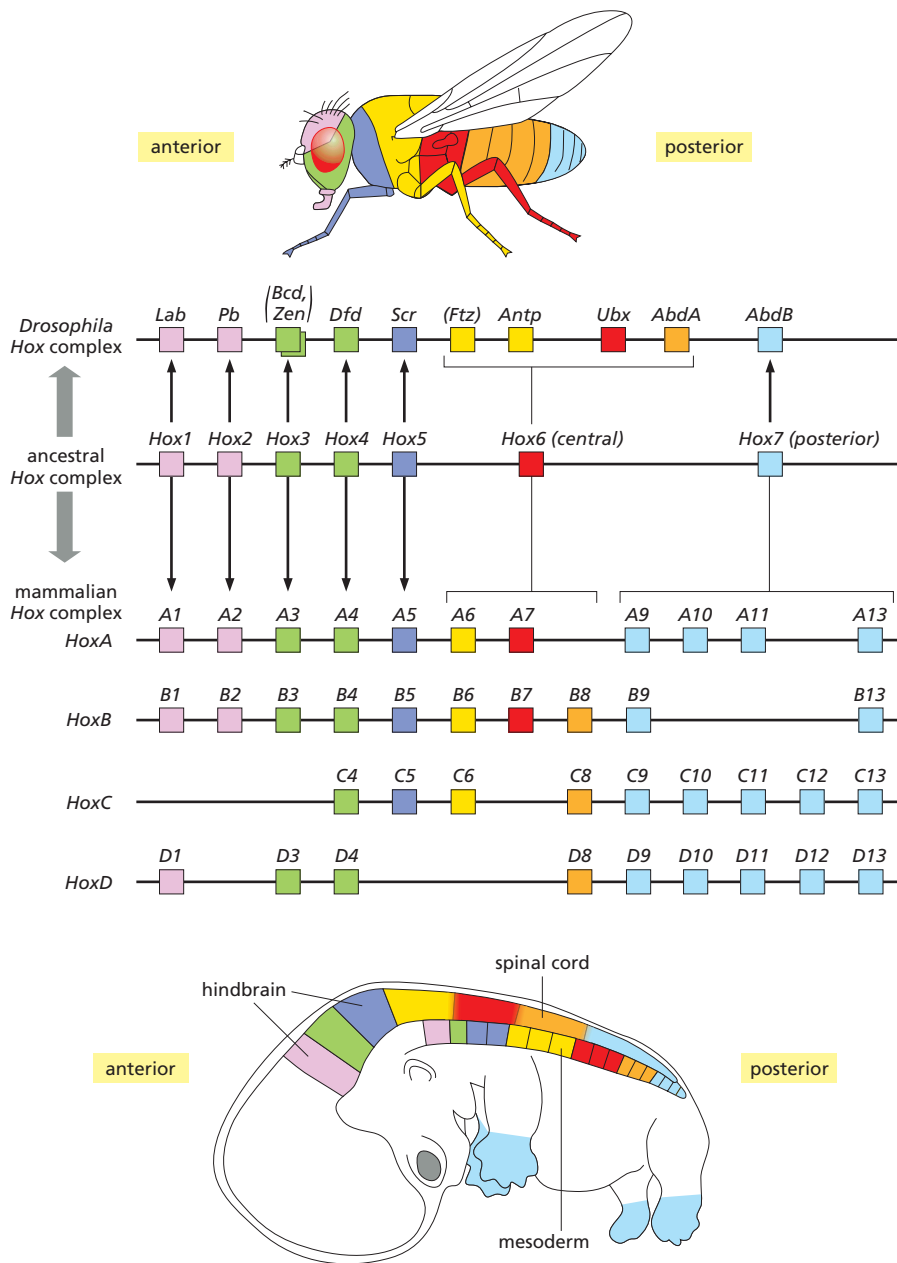 anterior posterior
(Bcd,
Lab Pb Zen) Dfd Scr (Ftz) Antp Ubx AbdA AbdB
Drosophila
Hox complex
Hox1 Hox2 Hox3 Hox4 Hox5 Hox6 (central) Hox7 (posterior)
ancestral
Hox complex
mammalian
Hox complex
A1 A2 A3 A4 A5 A6 A7 A9 A10 A11 A13
HoxA
B1 B2 B3 B4 B5 B6 B7 B8 B9 B13
HoxB
C4 C5 C6 C8 C9 C10 C11 C12 C13
HoxC
D1 D3 D4 D8 D9 D10 D11 D12 D13
HoxD
spinal cord
hindbrain
anterior posterior
mesoderm